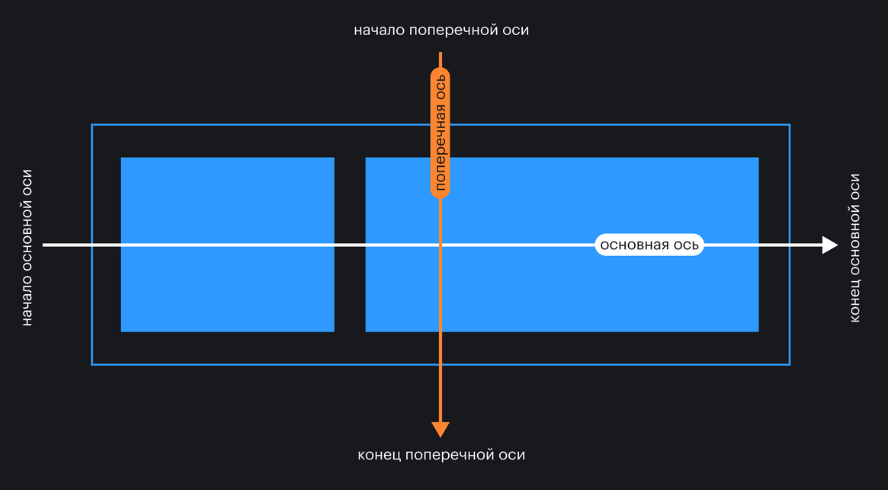 начало поперечной оси
поперечная ось
начало основной оси
основная ось
конец основной оси
конец поперечной оси